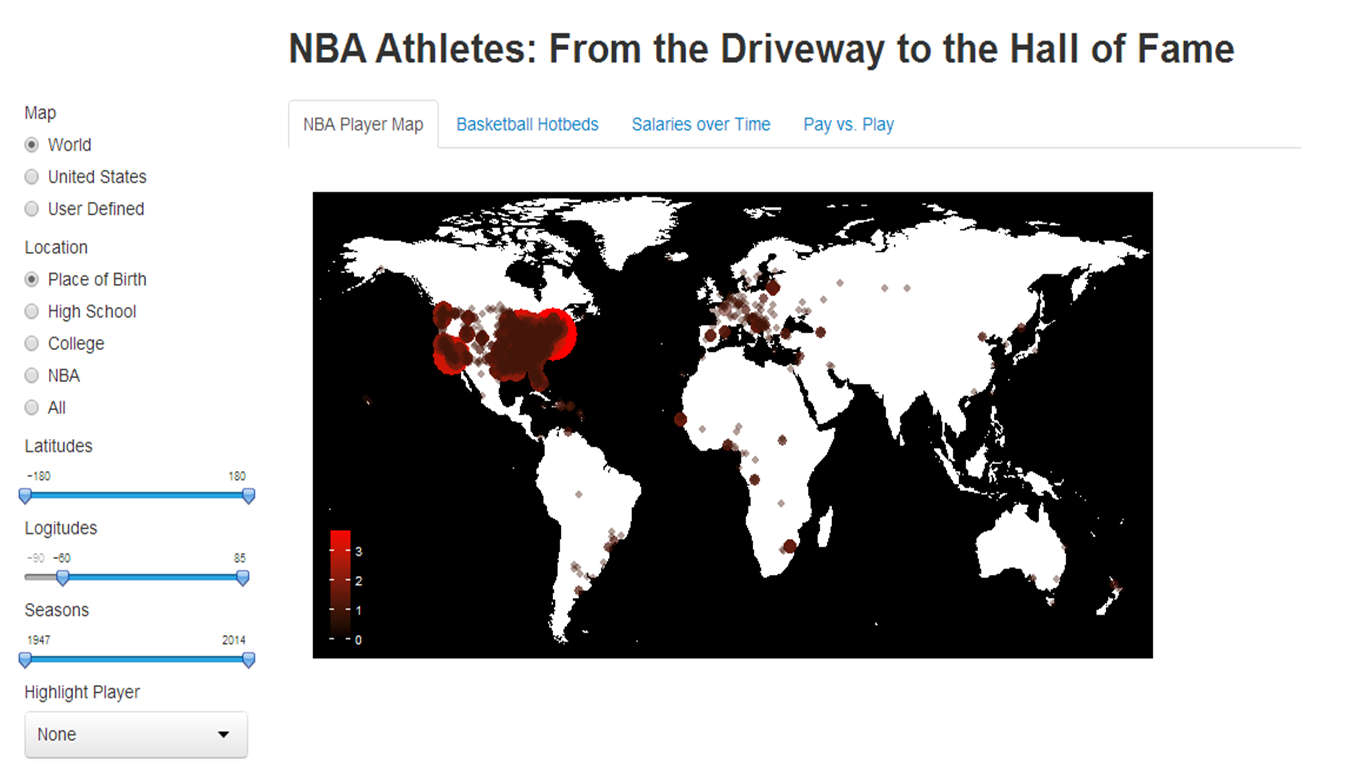 NBA Athletes: From the Driveway to the Hall of Fame
NBA Player Map
Basketball Hotbeds
Salaries over Time
Pay vs. Play
Map
World
United States
User Defined
Location
Place of Birth
High School
College
NBA
All
Latitudes
-180 180
Logitudes
-90 -60 85
Seasons
1947 2014
Highlight Player
None
3
2
1
0